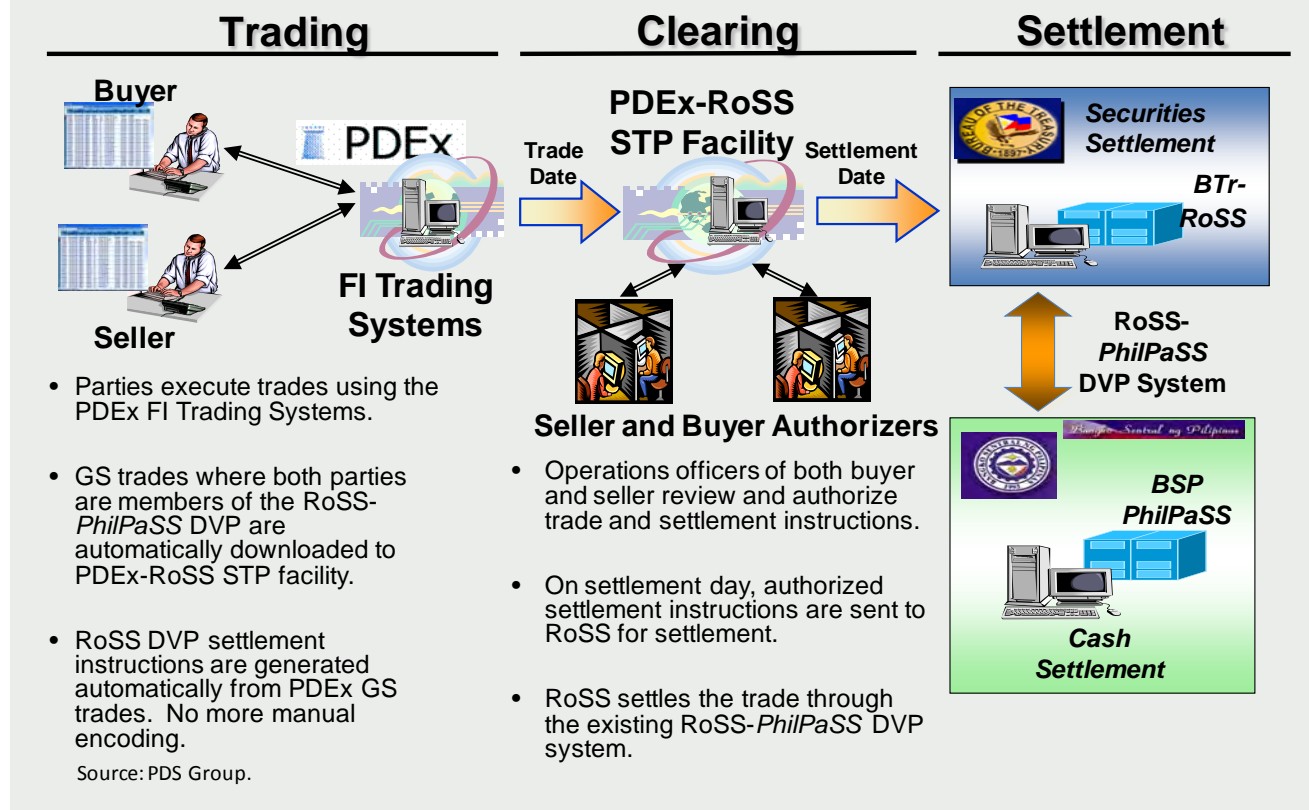 Trading
Clearing
Settlement
Buyer
PDEx
FI Trading
Systems
Seller
Trade
Date
PDEx-RoSS
STP Facility
Settlement
Date
Seller and Buyer Authorizers
BUREAU OF THE TREASURY
1897
Securities
Settlement
BTr-
RoSS
RoSS-
PhilPaSS
DVP System
Bangko Sentral ng Pilipinas
BSP
PhilPaSS
Cash
Settlement
• Parties execute trades using the
PDEx FI Trading Systems.
• GS trades where both parties
are members of the RoSS-
PhilPaSS DVP are
automatically downloaded to
PDEx-RoSS STP facility.
• RoSS DVP settlement
instructions are generated
automatically from PDEx GS
trades. No more manual
encoding.
Source: PDS Group.
• Operations officers of both buyer
and seller review and authorize
trade and settlement instructions.
• On settlement day, authorized
settlement instructions are sent to
RoSS for settlement.
• RoSS settles the trade through
the existing RoSS-PhilPaSS DVP
system.